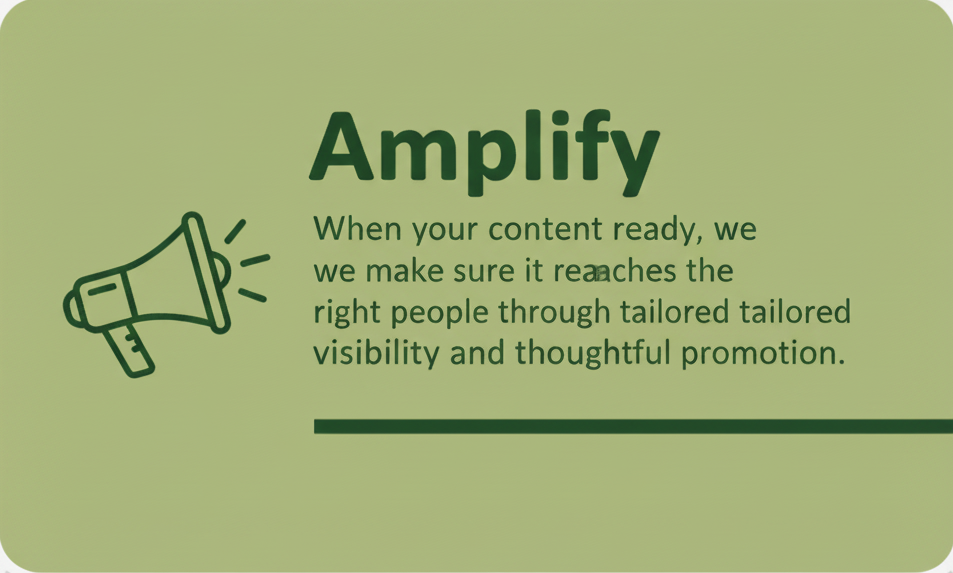 Amplify
When your content ready, we
we make sure it reaches the
right people through tailored tailored
visibility and thoughtful promotion.